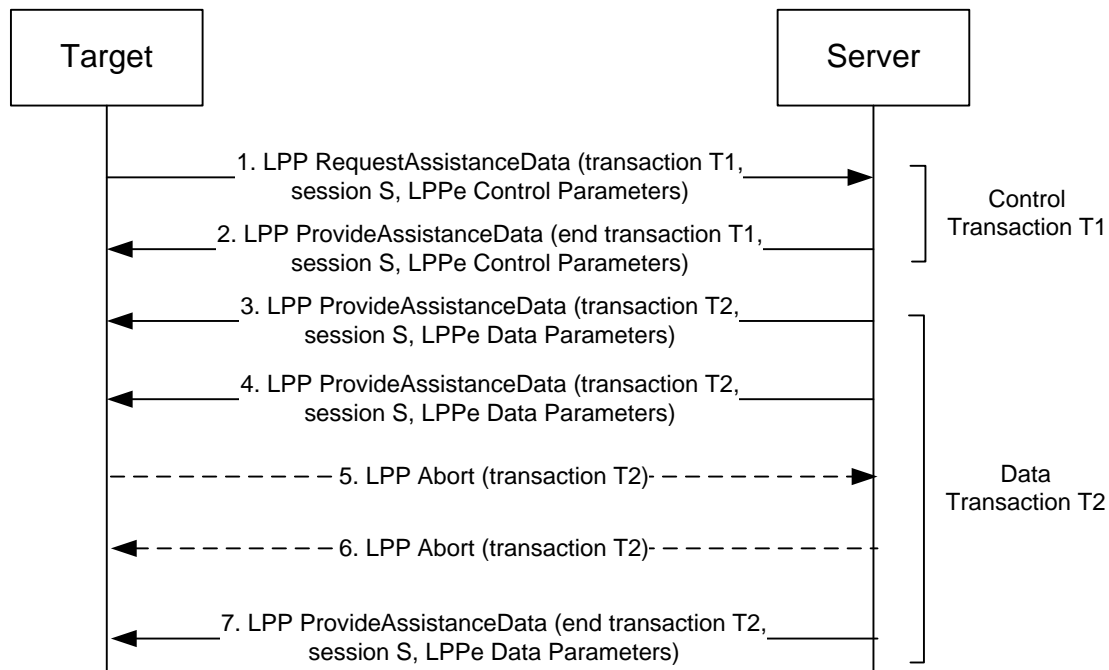 Target
Server
1. LPP RequestAssistanceData (transaction T1,
session S, LPPe Control Parameters)
Control
Transaction T1
2. LPP ProvideAssistanceData (end transaction T1,
session S, LPPe Control Parameters)
3. LPP ProvideAssistanceData (transaction T2,
session S, LPPe Data Parameters)
4. LPP ProvideAssistanceData (transaction T2,
session S, LPPe Data Parameters)
5. LPP Abort (transaction T2)
Data
Transaction T2
6. LPP Abort (transaction T2)
7. LPP ProvideAssistanceData (end transaction T2,
session S, LPPe Data Parameters)